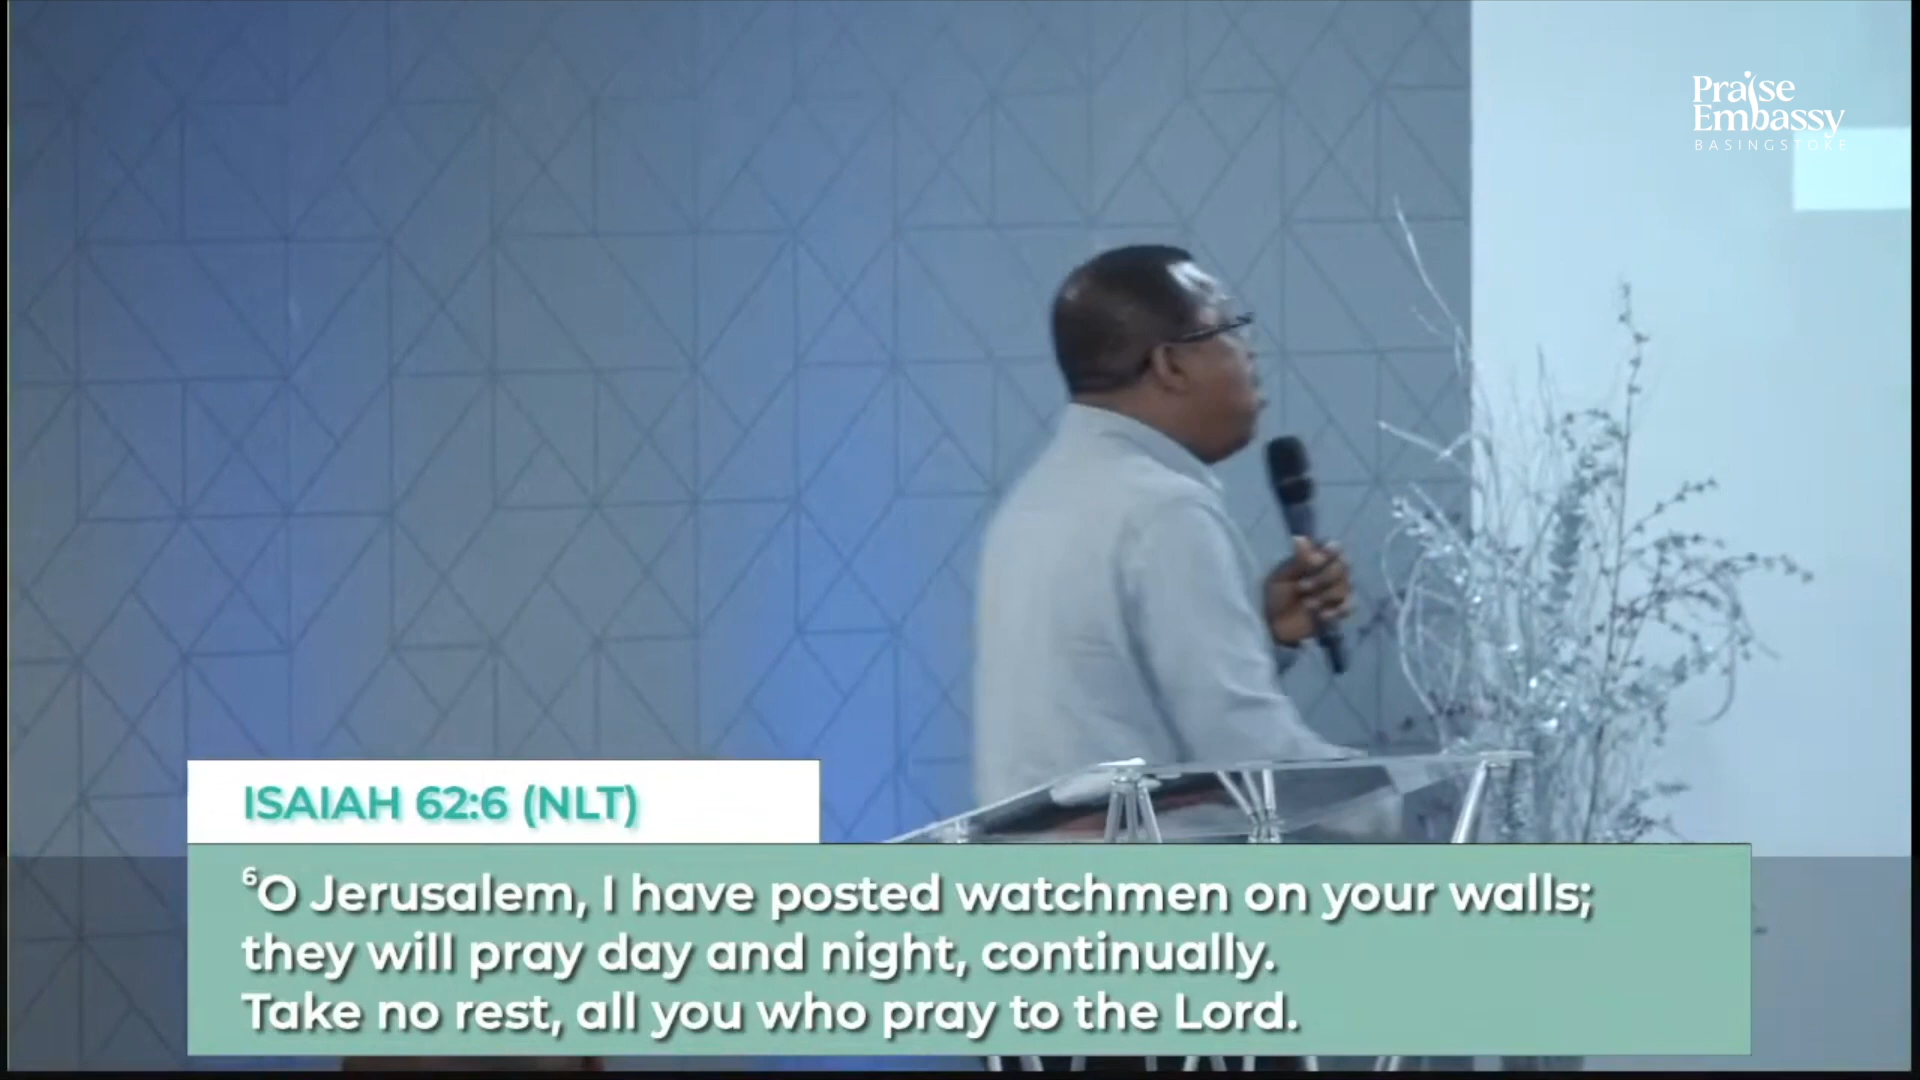 Praise
Embassy
BASINGSTOKE
ISAIAH 62:6 (NLT)
⁶O Jerusalem, I have posted watchmen on your walls;
they will pray day and night, continually.
Take no rest, all you who pray to the Lord.